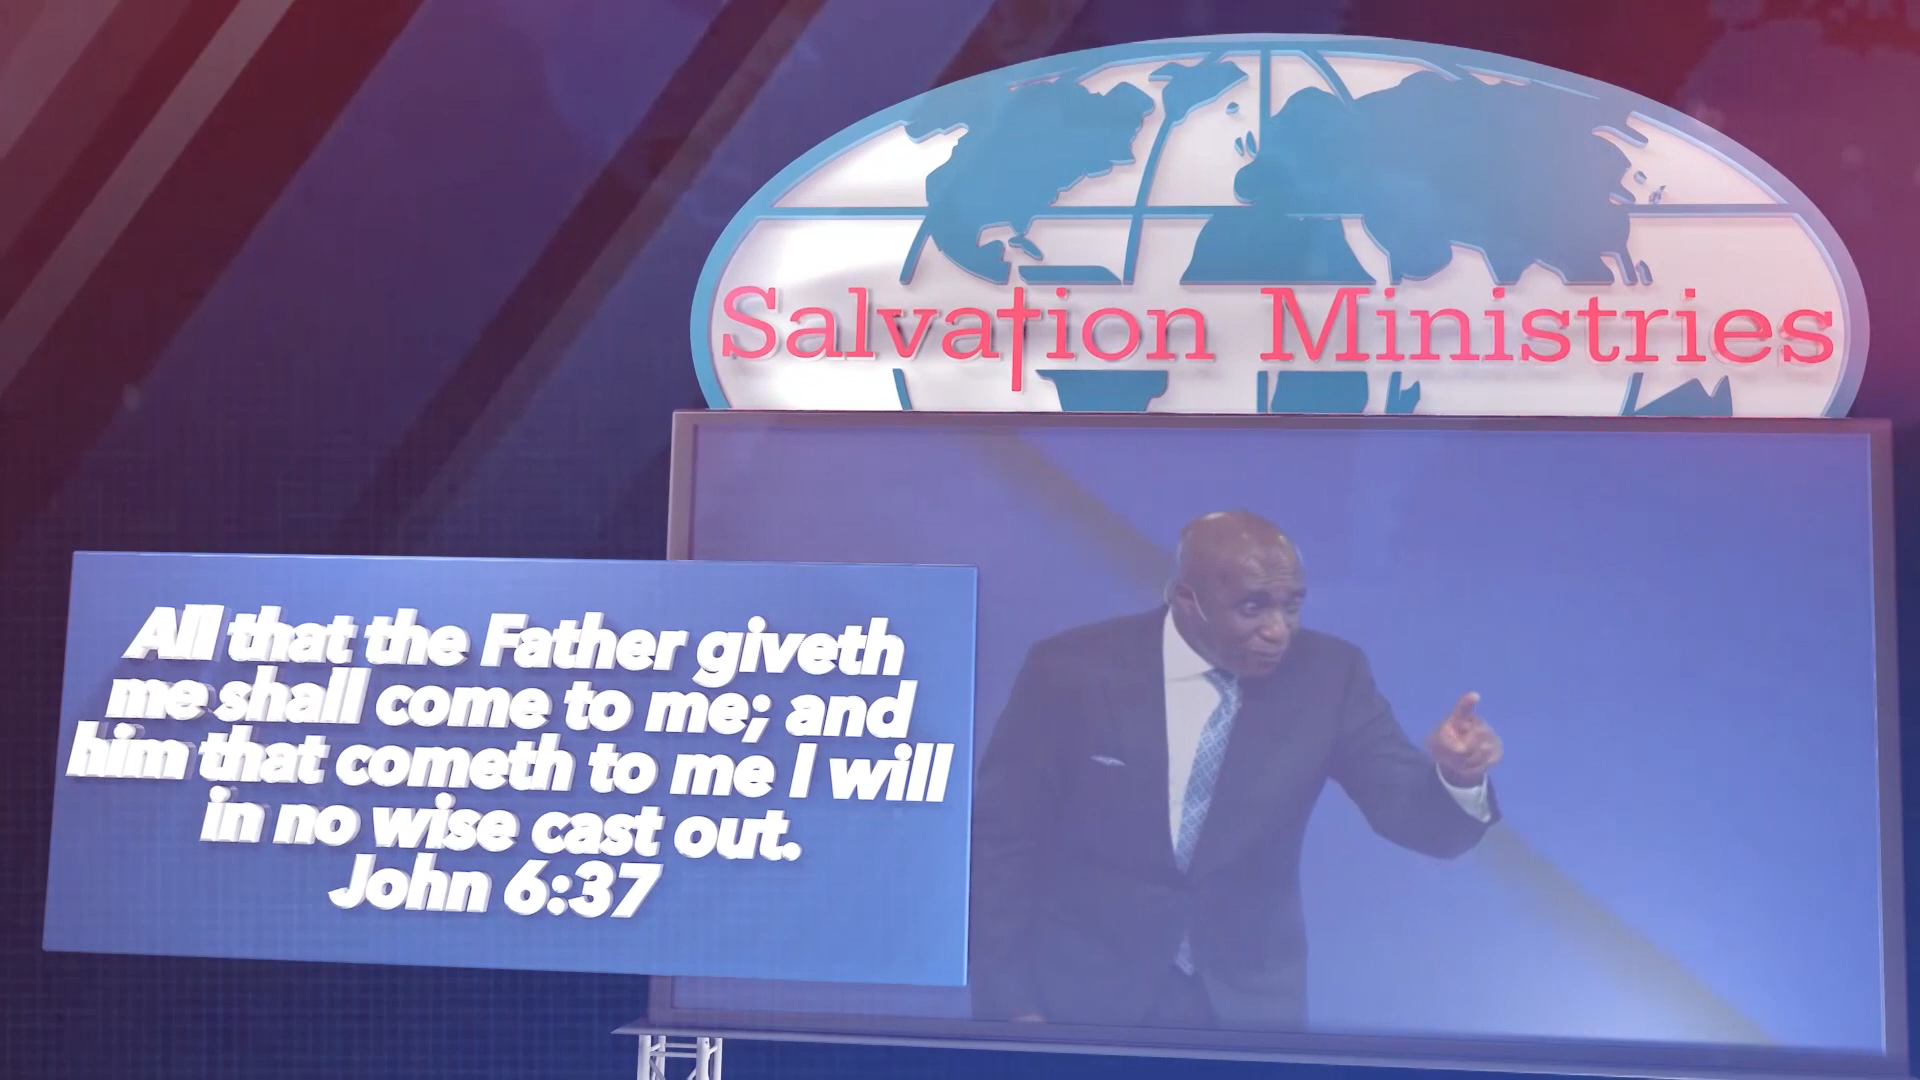 Salvation Ministries
All that the Father giveth
me shall come to me; and
him that cometh to me I will
in no wise cast out.
John 6:37